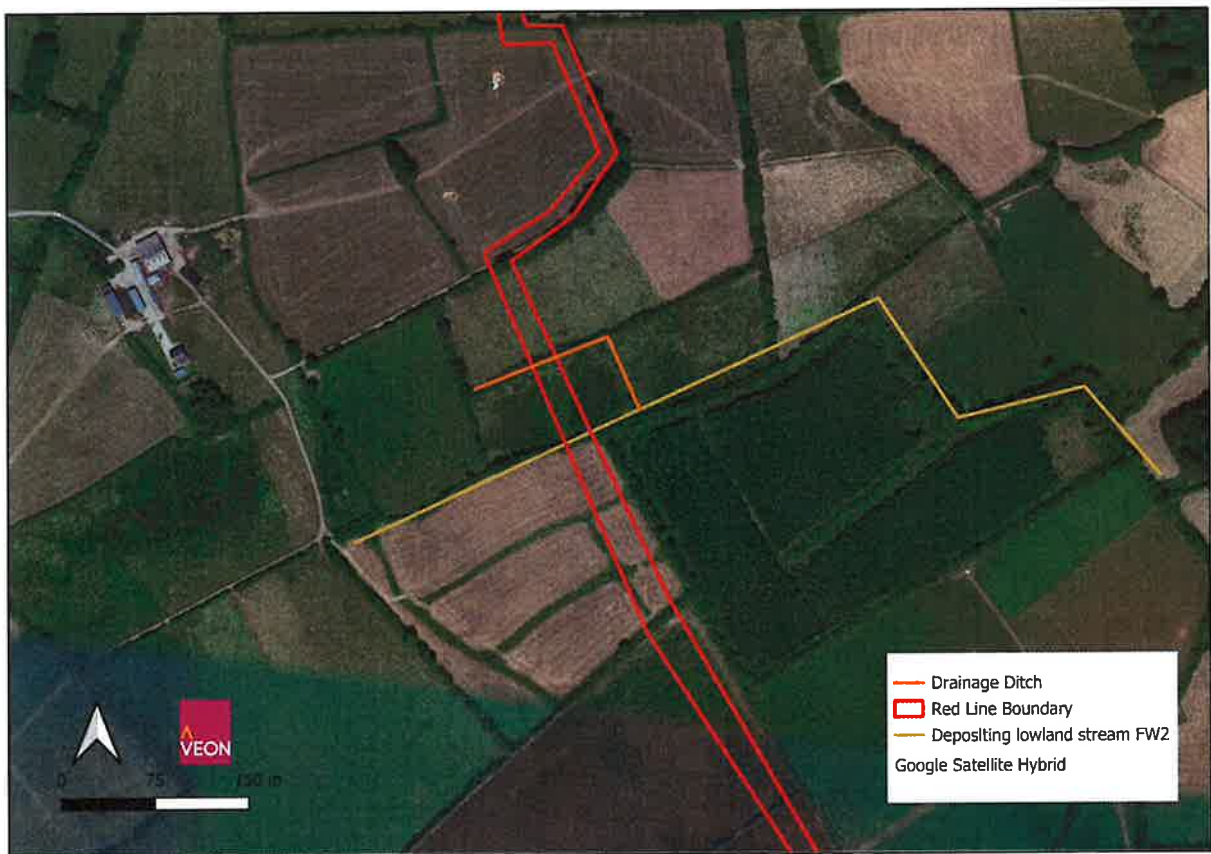 Drainage Ditch
Red Line Boundary
Depositing lowland stream FW2
Google Satellite Hybrid
VEON
0 75 150 m